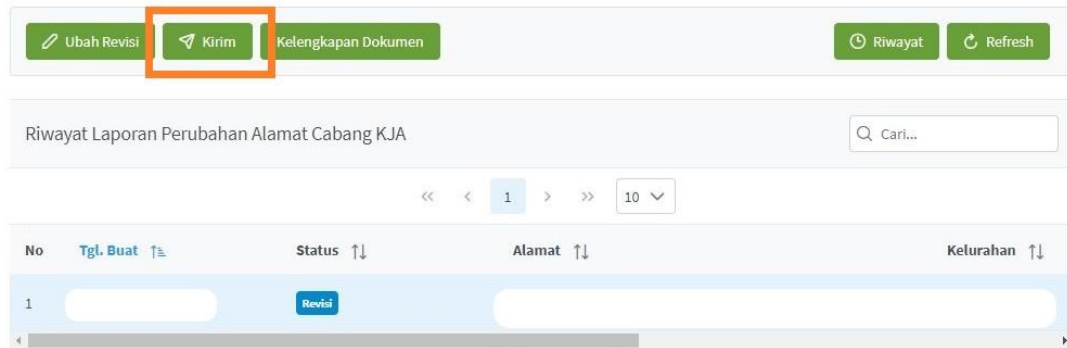 Ubah Revisi Kirim Kelengkapan Dokumen Riwayat Refresh
Riwayat Laporan Perubahan Alamat Cabang KJA Cari...
<< < 1 > >> 10
No Tgl. Buat Status Alamat Kelurahan
1 Revisi